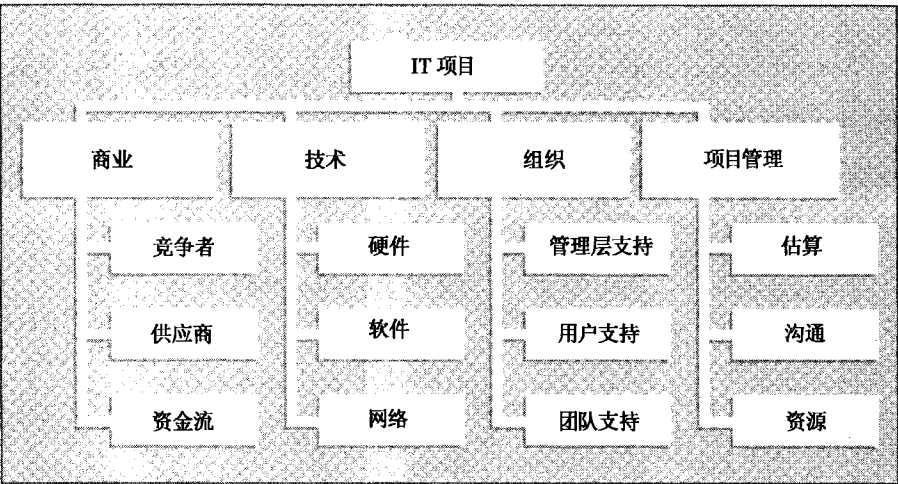 IT 项目
商业
技术
组织
项目管理
竞争者
硬件
管理层支持
估算
供应商
软件
用户支持
沟通
资金流
网络
团队支持
资源